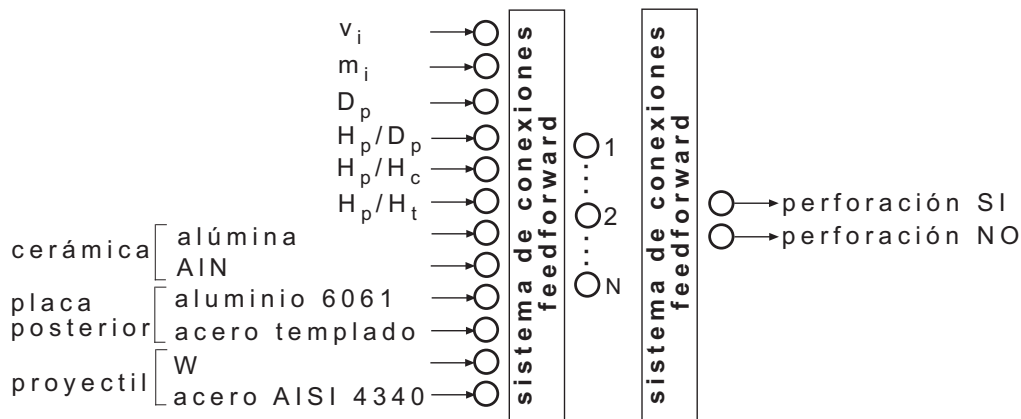 v i
m i
D p
H p / D p
H p / H c
H p / H t
cerámica
alúmina
AlN
placa posterior
aluminio 6061
acero templado
proyectil
W
acero AISI 4340
sistema de conexiones
feedforward
1
2
N
sistema de conexiones
feedforward
perforación SI
perforación NO